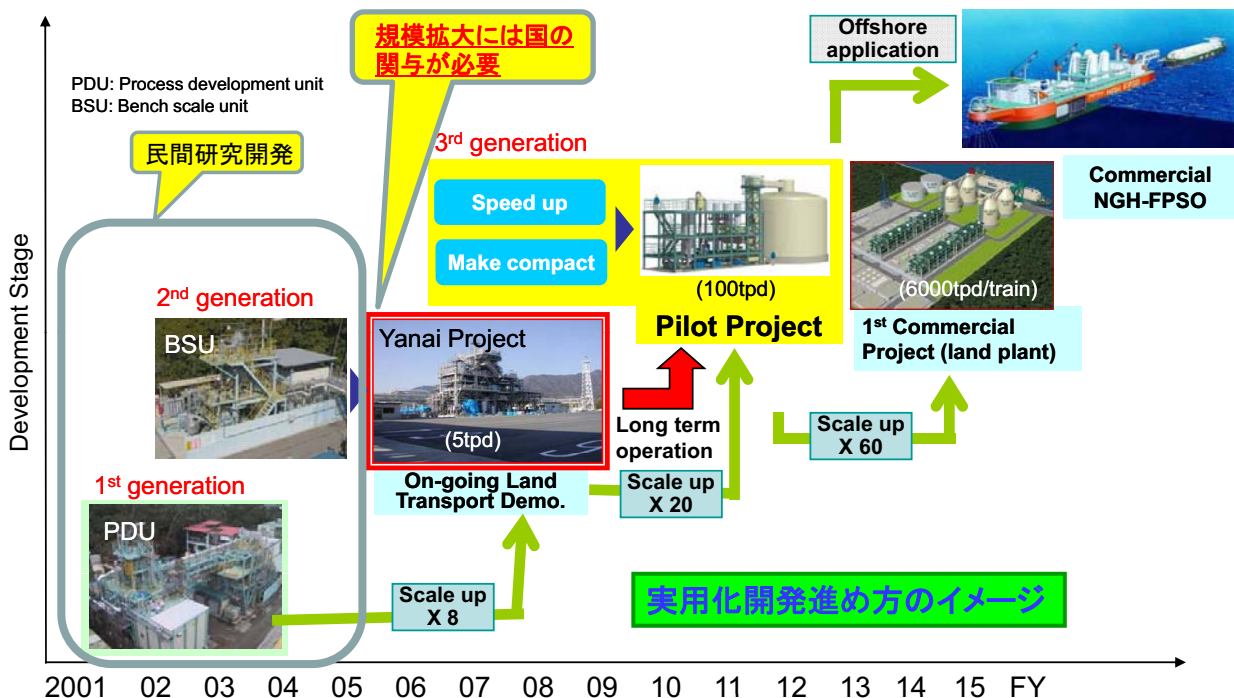 規模拡大には国の
関与が必要
Offshore
application
PDU: Process development unit
BSU: Bench scale unit
民間研究開発
3rd generation
Speed up
Make compact
(100tpd)
Pilot Project
(6000tpd/train)
1st Commercial
Project (land plant)
Commercial
NGH-FPSO
2nd generation
BSU
Yanai Project
(5tpd)
Long term
operation
On-going Land
Transport Demo.
Scale up
X 20
Scale up
X 60
1st generation
PDU
Scale up
X 8
実用化開発進め方のイメージ
Development Stage
2001 02 03 04 05 06 07 08 09 10 11 12 13 14 15 FY